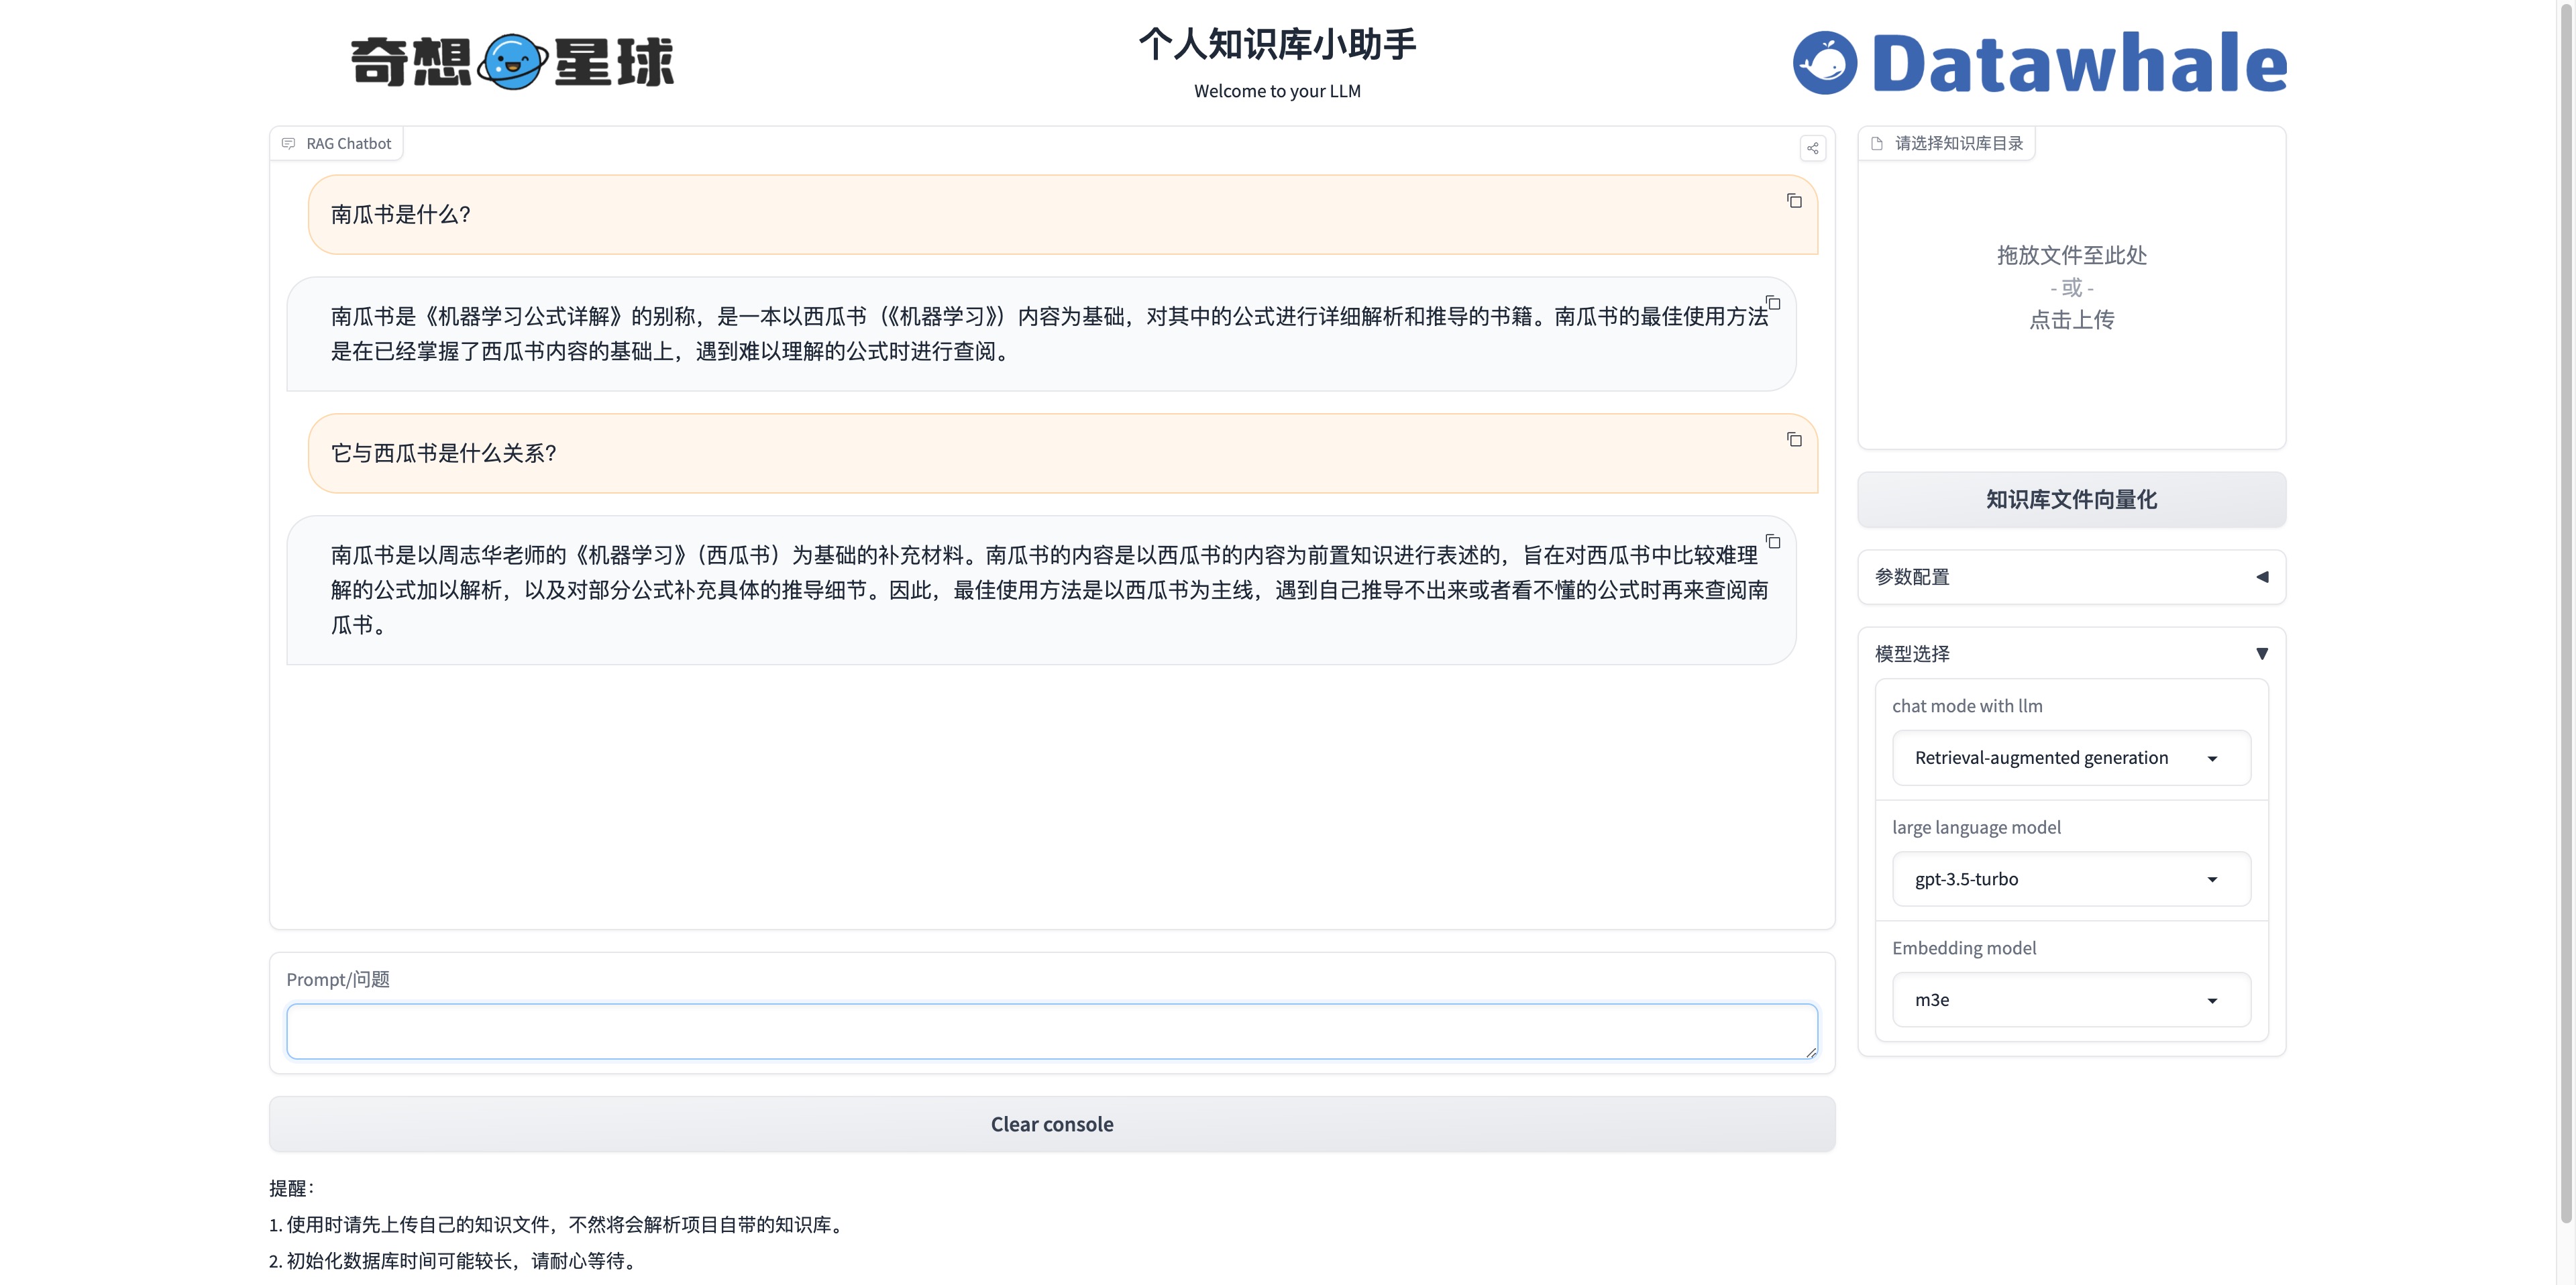 奇想星球
个人知识库小助手
Welcome to your LLM
Datawhale
RAG Chatbot
南瓜书是什么?
南瓜书是《机器学习公式详解》的别称，是一本以西瓜书（《机器学习》）内容为基础，对其中的公式进行详细解析和推导的书籍。南瓜书的最佳使用方法
是在已经掌握了西瓜书内容的基础上，遇到难以理解的公式时进行查阅。
它与西瓜书是什么关系?
南瓜书是以周志华老师的《机器学习》（西瓜书）为基础的补充材料。南瓜书的内容是以西瓜书的内容为前置知识进行表述的，旨在对西瓜书中比较难理
解的公式加以解析，以及对部分公式补充具体的推导细节。因此，最佳使用方法是以西瓜书为主线，遇到自己推导不出来或者看不懂的公式时再来查阅南
瓜书。
Prompt/问题
Clear console
提醒：
1. 使用时请先上传自己的知识文件，不然将会解析项目自带的知识库。
2. 初始化数据库时间可能较长，请耐心等待。
请选择知识库目录
拖放文件至此处
- 或 -
点击上传
知识库文件向量化
参数配置
模型选择
chat mode with llm
Retrieval-augmented generation
large language model
gpt-3.5-turbo
Embedding model
m3e